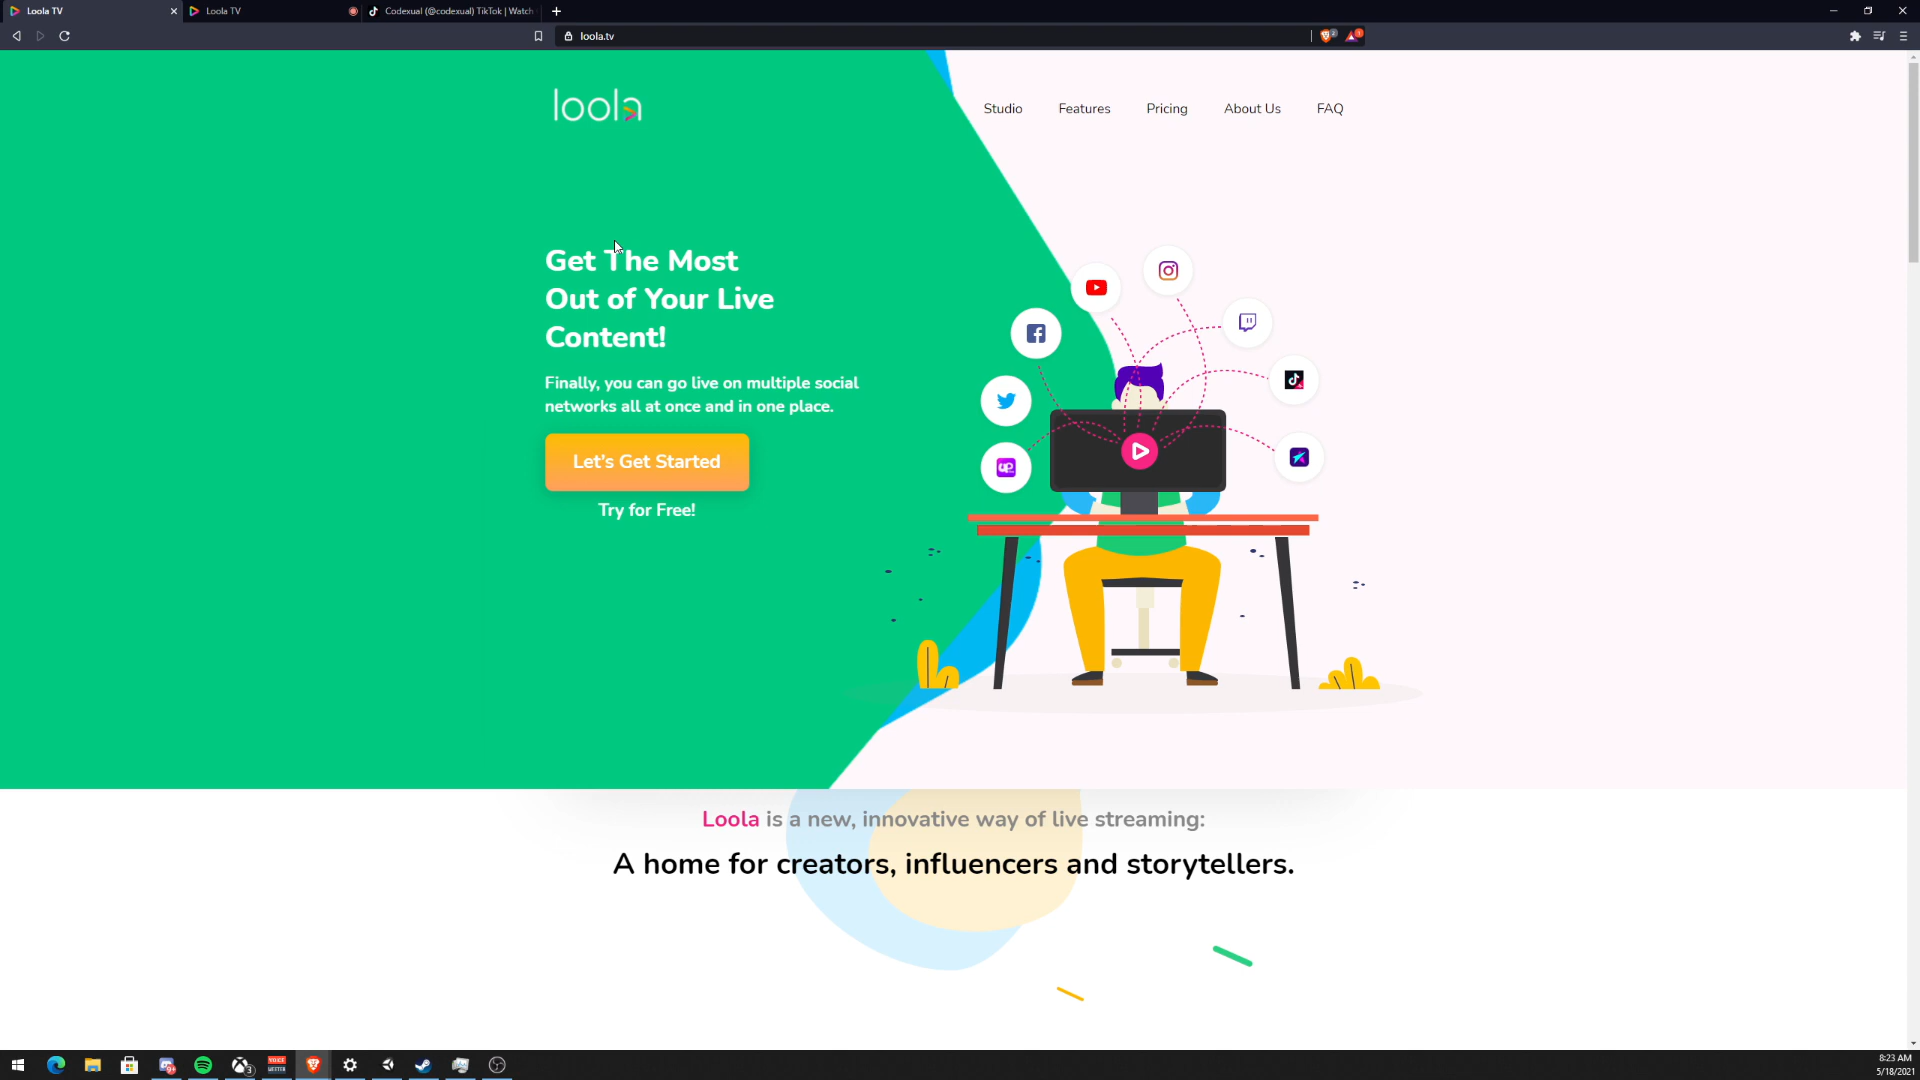 Loola TV
Loola TV
Codexual (@codexual) TikTok | Watch
loola.tv
loola
Studio
Features
Pricing
About Us
FAQ
Get The Most
Out of Your Live
Content!
Finally, you can go live on multiple social
networks all at once and in one place.
Let's Get Started
Try for Free!
up
Loola is a new, innovative way of live streaming:
A home for creators, influencers and storytellers.
8:23 AM
5/18/2021